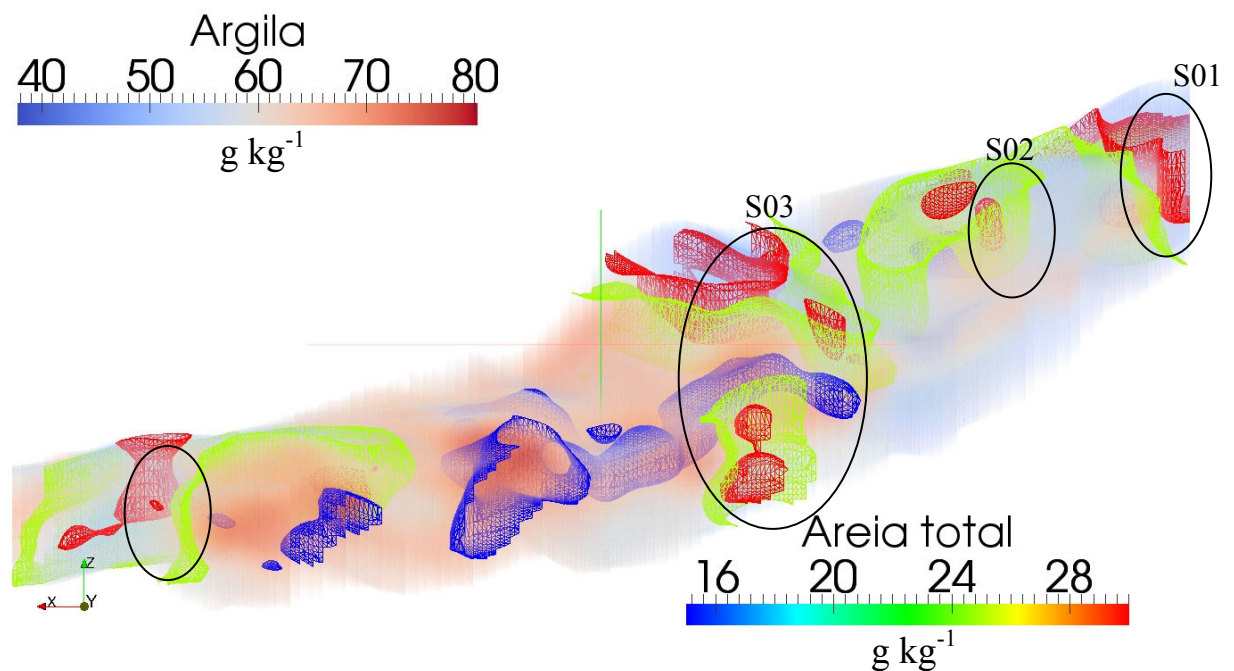 Argila
40 50 60 70 80
g kg⁻¹
S01
S02
S03
Areia total
16 20 24 28
g kg⁻¹
Z
X Y